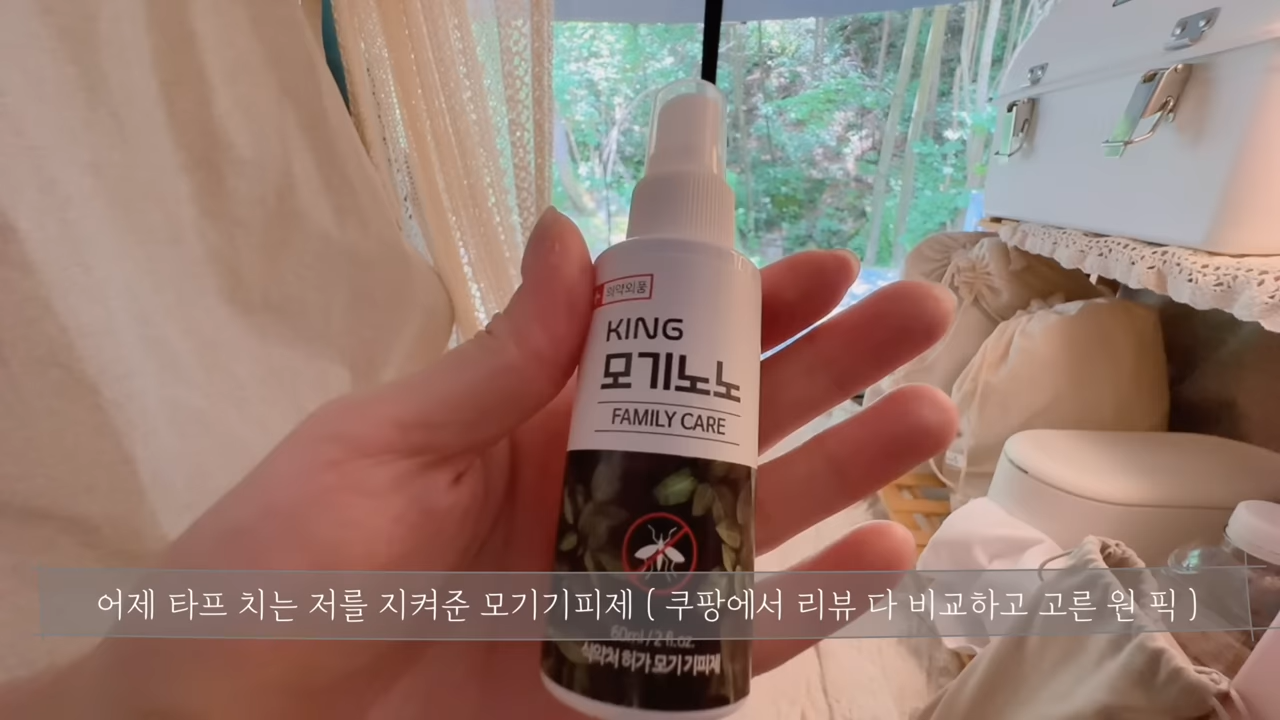 의약외품
KING
모기노노
FAMILY CARE
어제 타프 치는 저를 지켜준 모기기피제 ( 쿠팡에서 리뷰 다 비교하고 고른 원 픽 )
60ml / 2 fl.oz.
식약처 허가 모기 기피제